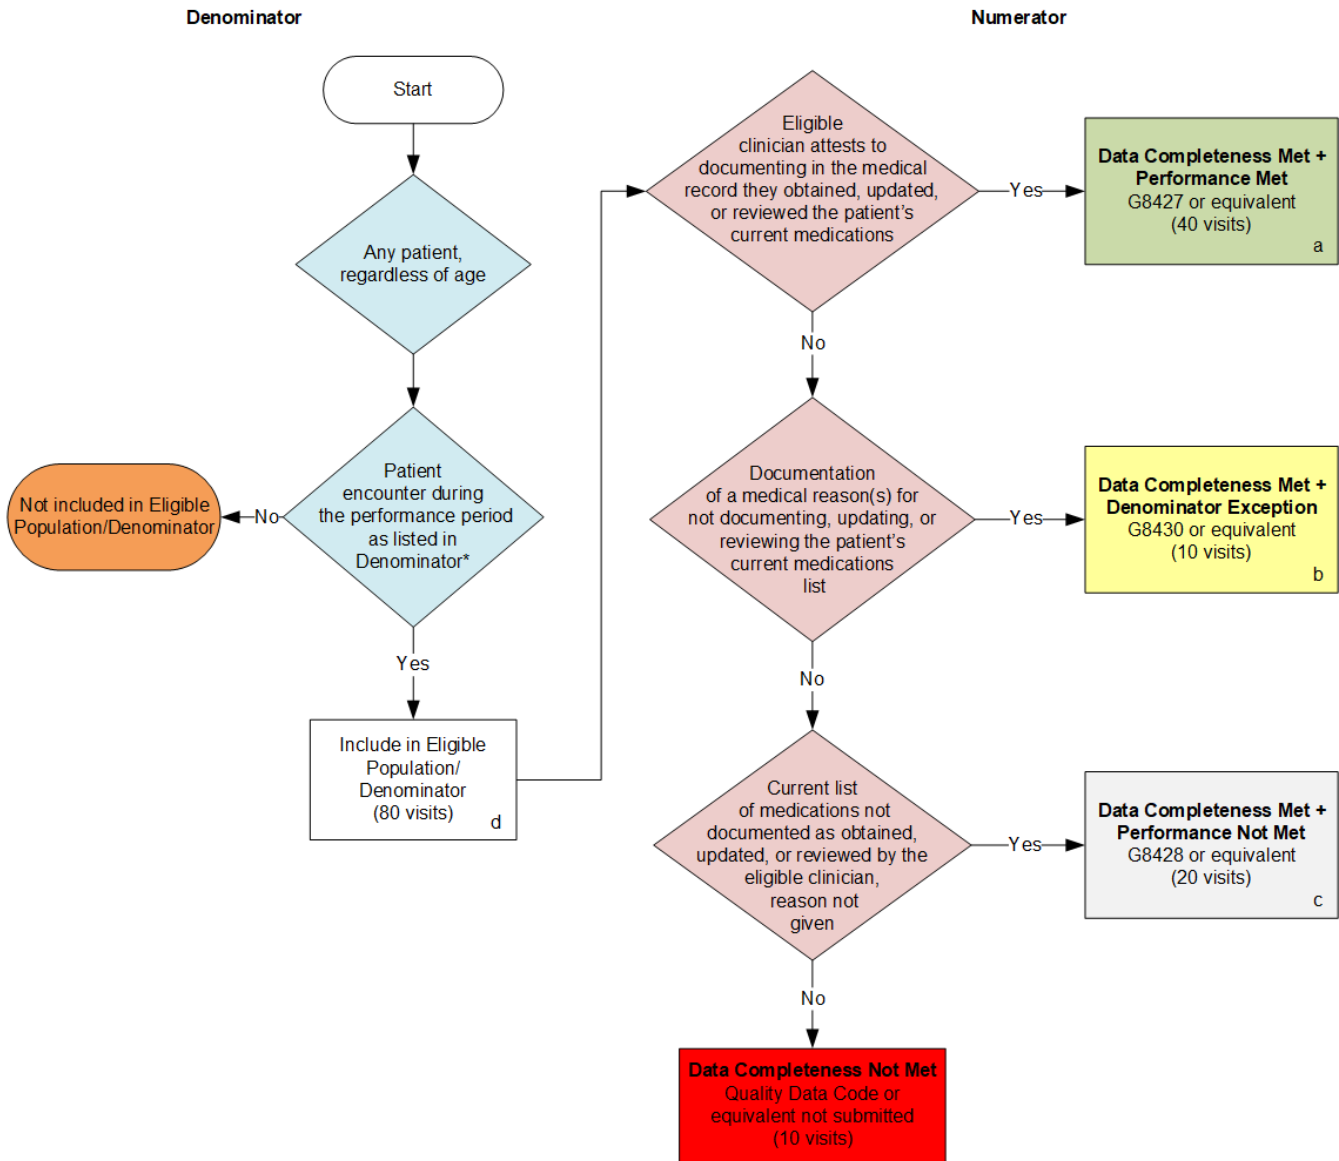 Denominator
Numerator
Start
Any patient,
regardless of age
Patient
encounter during
the performance period
as listed in
Denominator*
No
Not included in Eligible
Population/Denominator
Yes
Include in Eligible
Population/
Denominator
(80 visits)
d
Eligible
clinician attests to
documenting in the medical
record they obtained, updated,
or reviewed the patient's
current medications
Yes
Data Completeness Met +
Performance Met
G8427 or equivalent
(40 visits)
a
No
Documentation
of a medical reason(s) for
not documenting, updating, or
reviewing the patient's
current medications
list
Yes
Data Completeness Met +
Denominator Exception
G8430 or equivalent
(10 visits)
b
No
Current list
of medications not
documented as obtained,
updated, or reviewed by the
eligible clinician,
reason not
given
Yes
Data Completeness Met +
Performance Not Met
G8428 or equivalent
(20 visits)
c
No
Data Completeness Not Met
Quality Data Code or
equivalent not submitted
(10 visits)